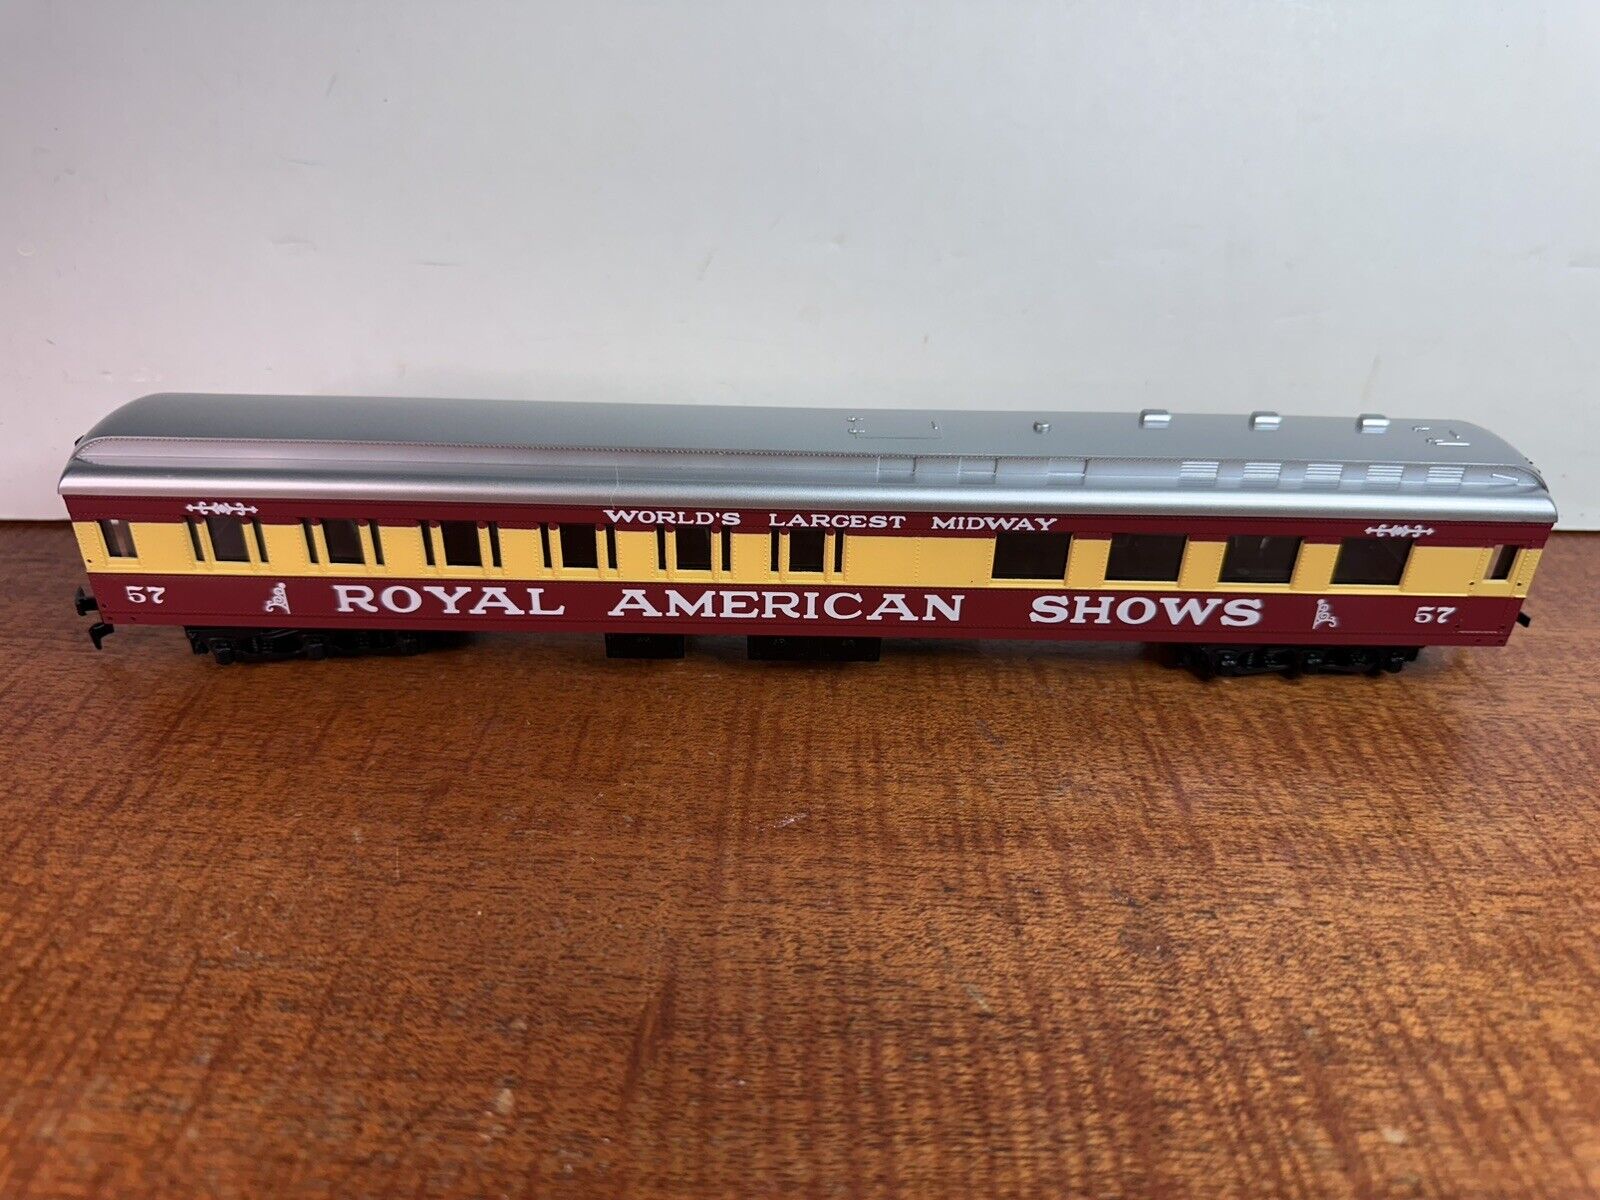 WORLD'S LARGEST MIDWAY
57 ROYAL AMERICAN SHOWS 57